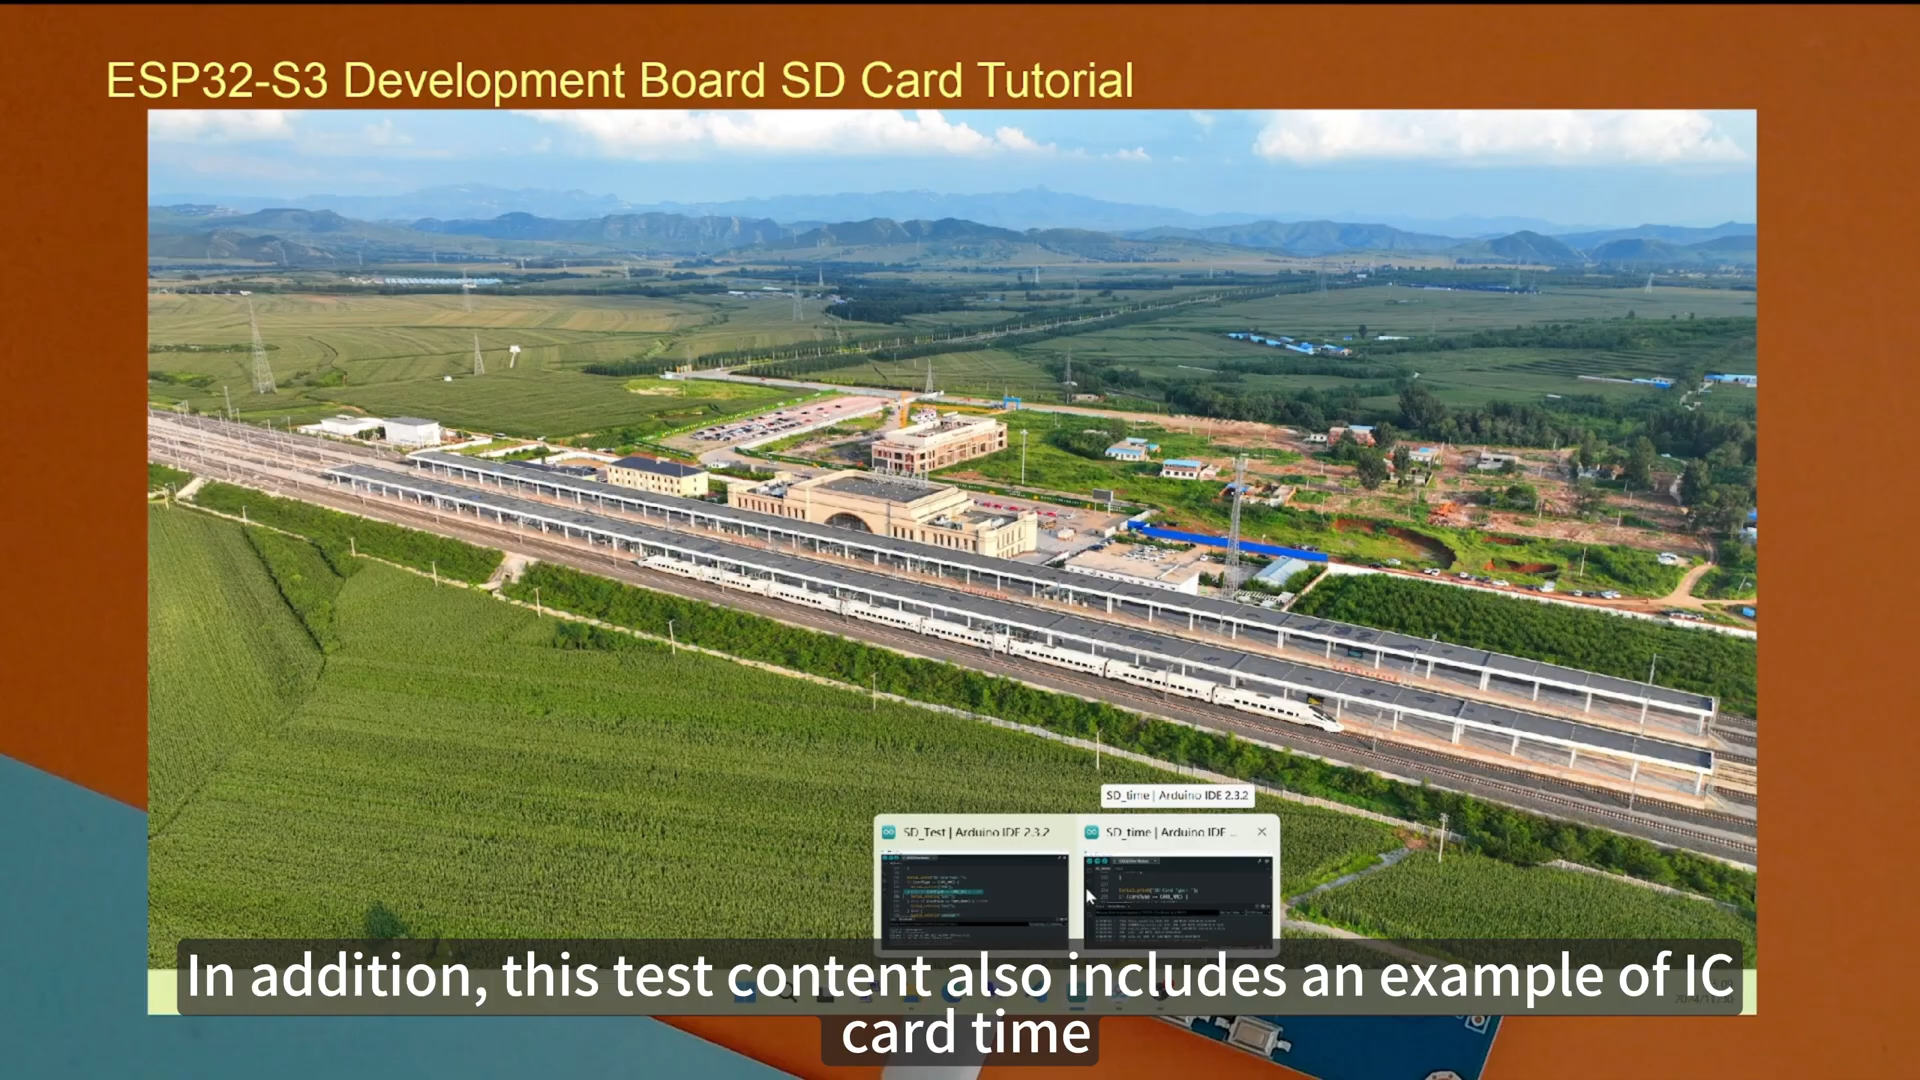 ESP32-S3 Development Board SD Card Tutorial
SD_time | Arduino IDE 2.3.2
SD_Test | Arduino IDE 2.3.2
SD_time | Arduino IDE ...
In addition, this test content also includes an example of IC
card time